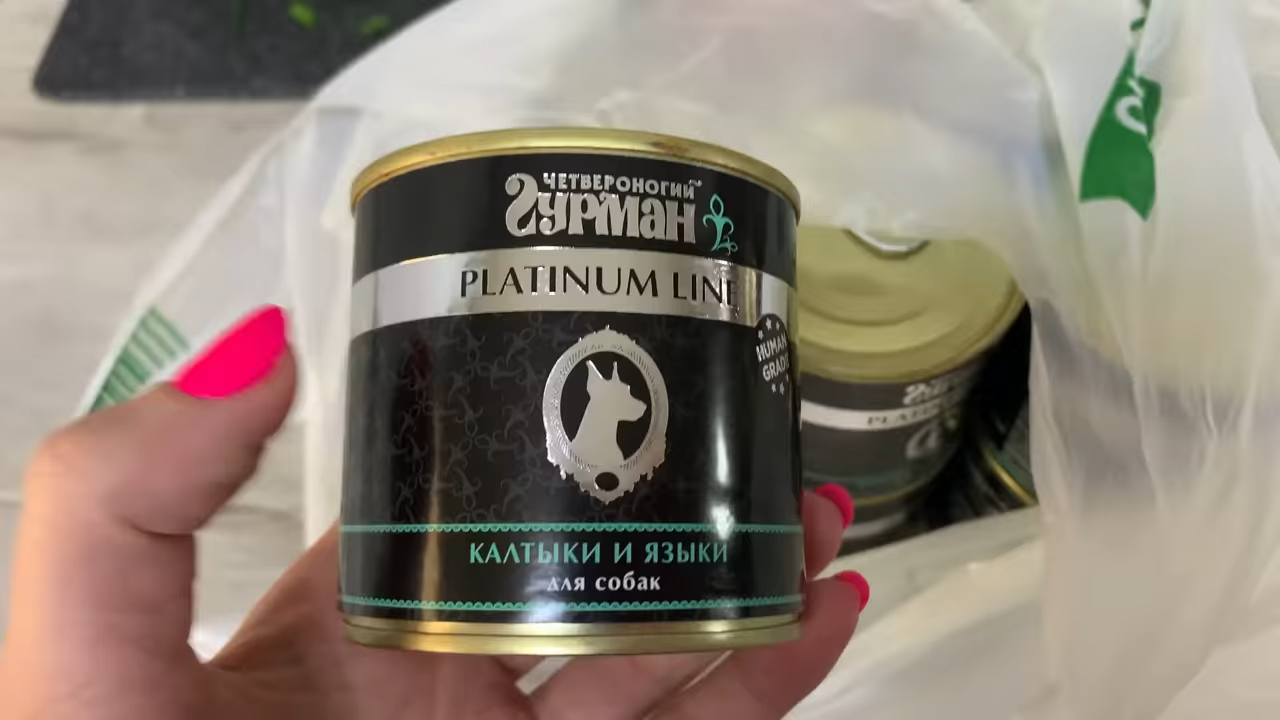 ЧЕТВЕРОНОГИЙ
Гурман
PLATINUM LINE
HUMAN
GRADE
КАЛТЫКИ И ЯЗЫКИ
для собак